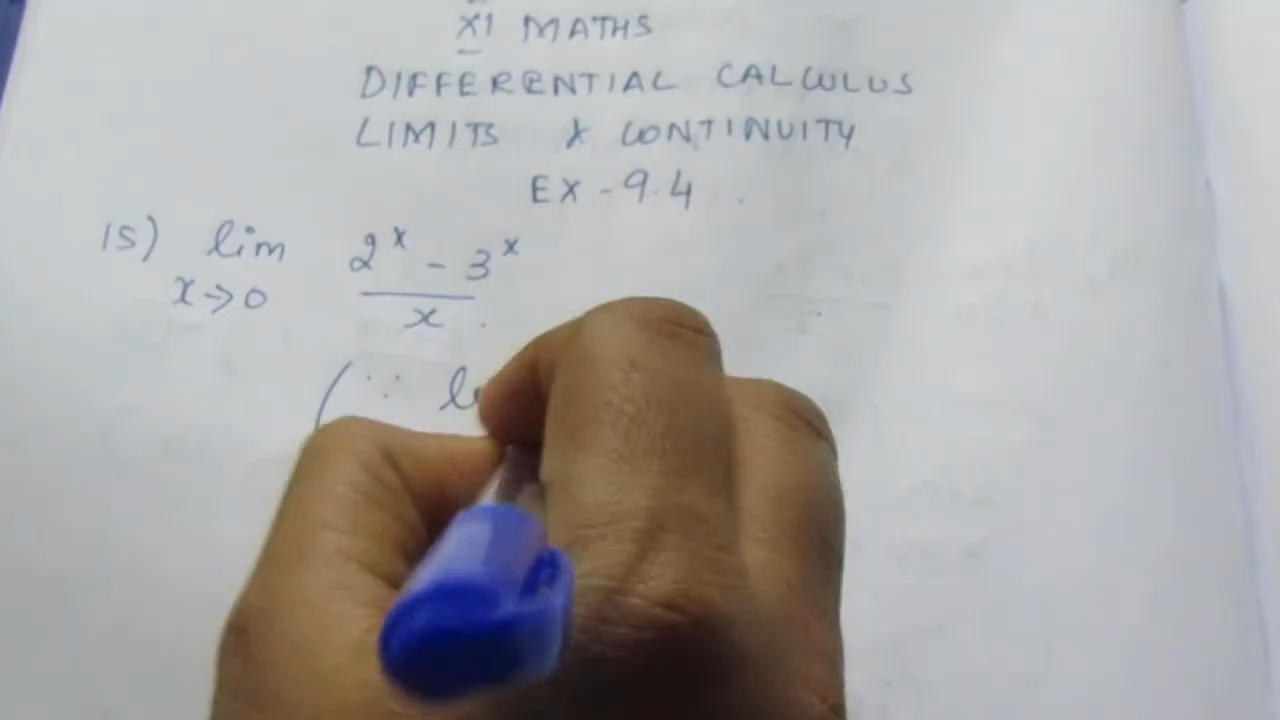 XI MATHS
DIFFERENTIAL CALCULUS
LIMITS & CONTINUITY
EX - 9.4
15) lim 2^x - 3^x
x→0 x
(∵